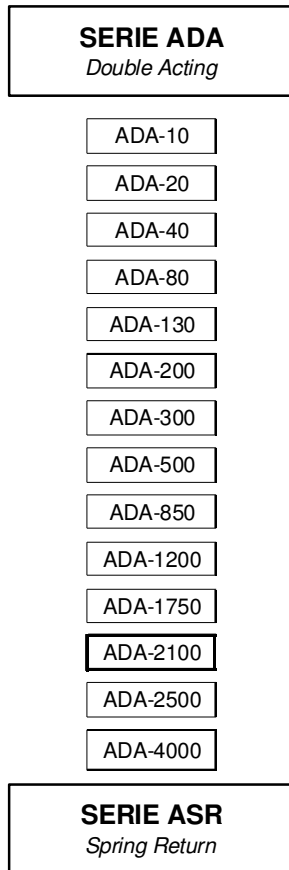 SERIE ADA
Double Acting
ADA-10
ADA-20
ADA-40
ADA-80
ADA-130
ADA-200
ADA-300
ADA-500
ADA-850
ADA-1200
ADA-1750
ADA-2100
ADA-2500
ADA-4000
SERIE ASR
Spring Return